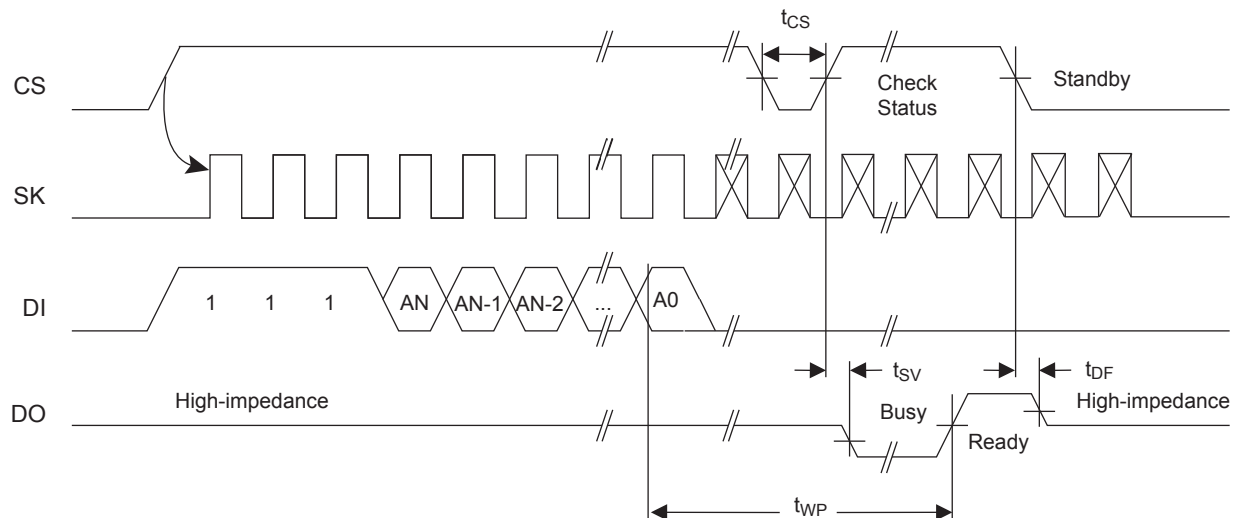 tCS
CS
Check
Status
Standby
SK
DI
1 1 1 AN AN-1 AN-2 ... A0
tSV
tDF
DO
High-impedance
Busy
Ready
High-impedance
tWP